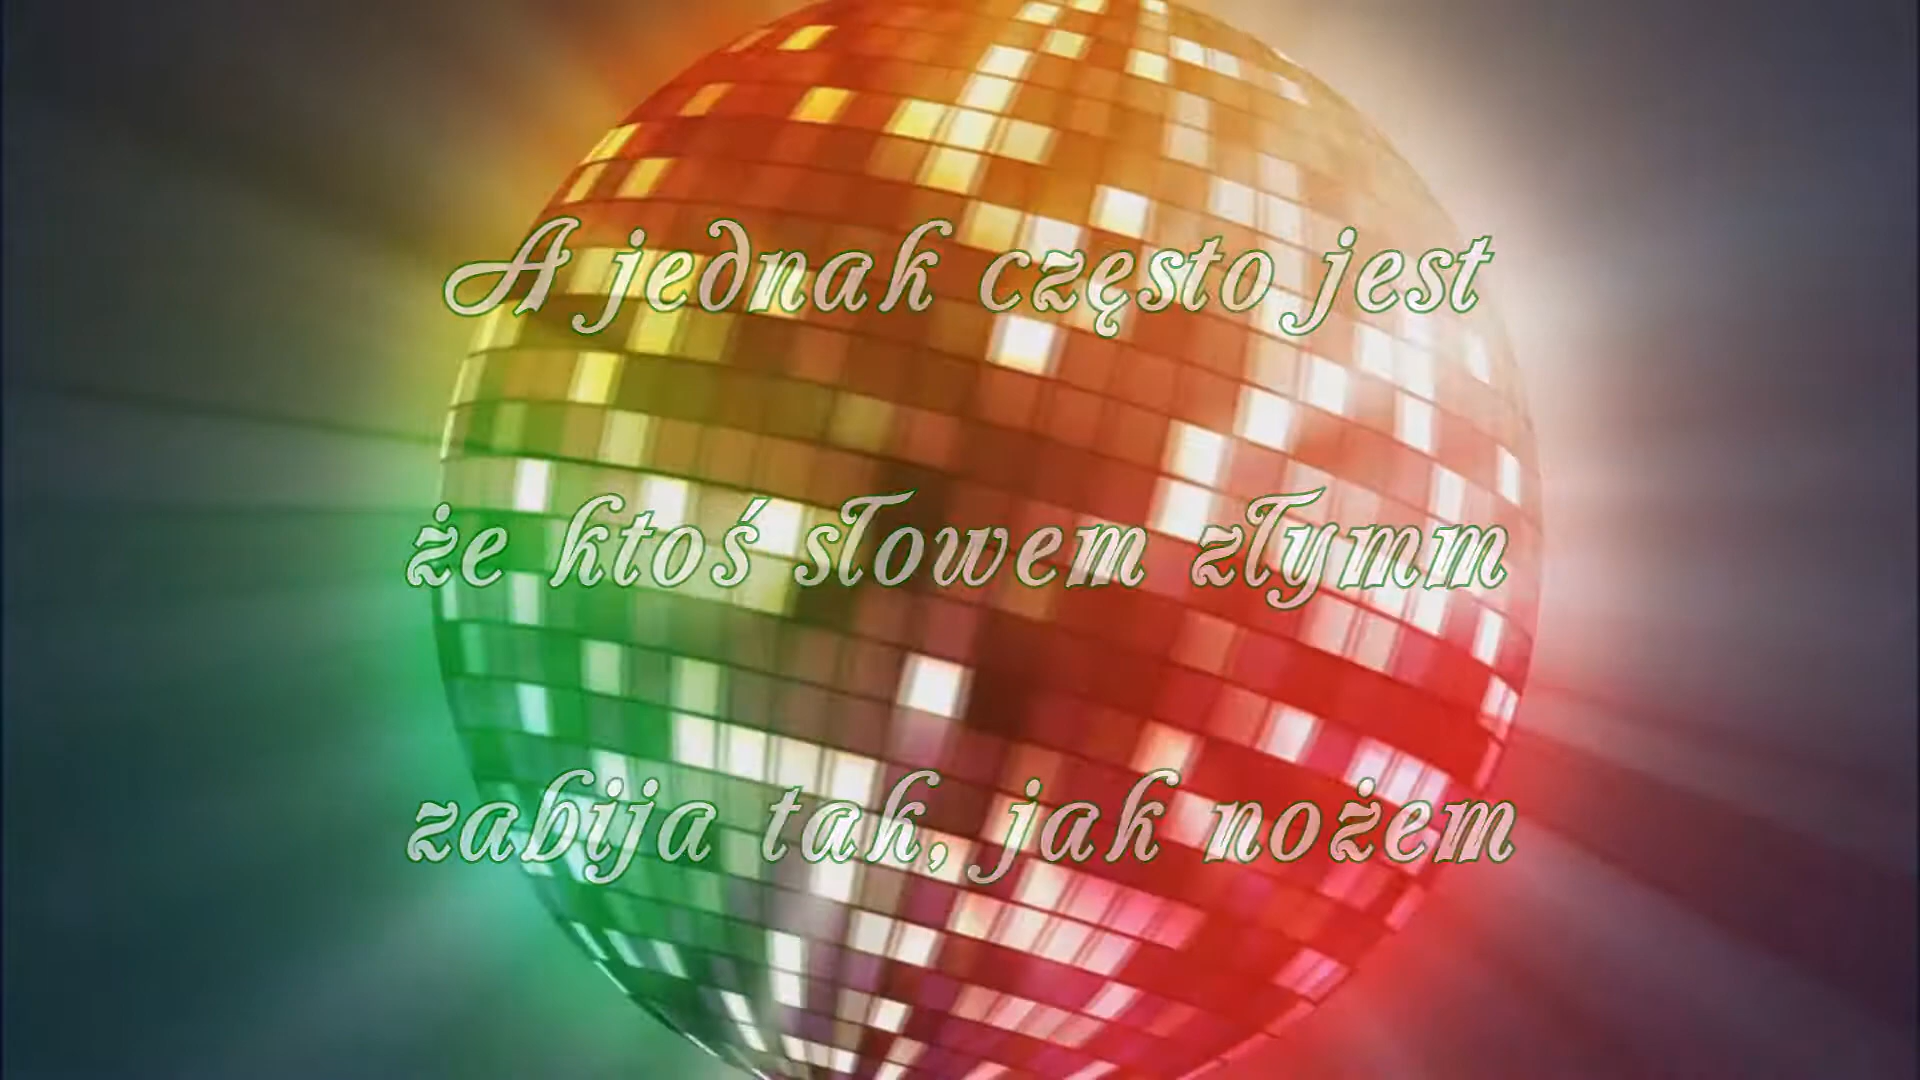 A jednak często jest
że ktoś słowem złymm
zabija tak, jak nożem